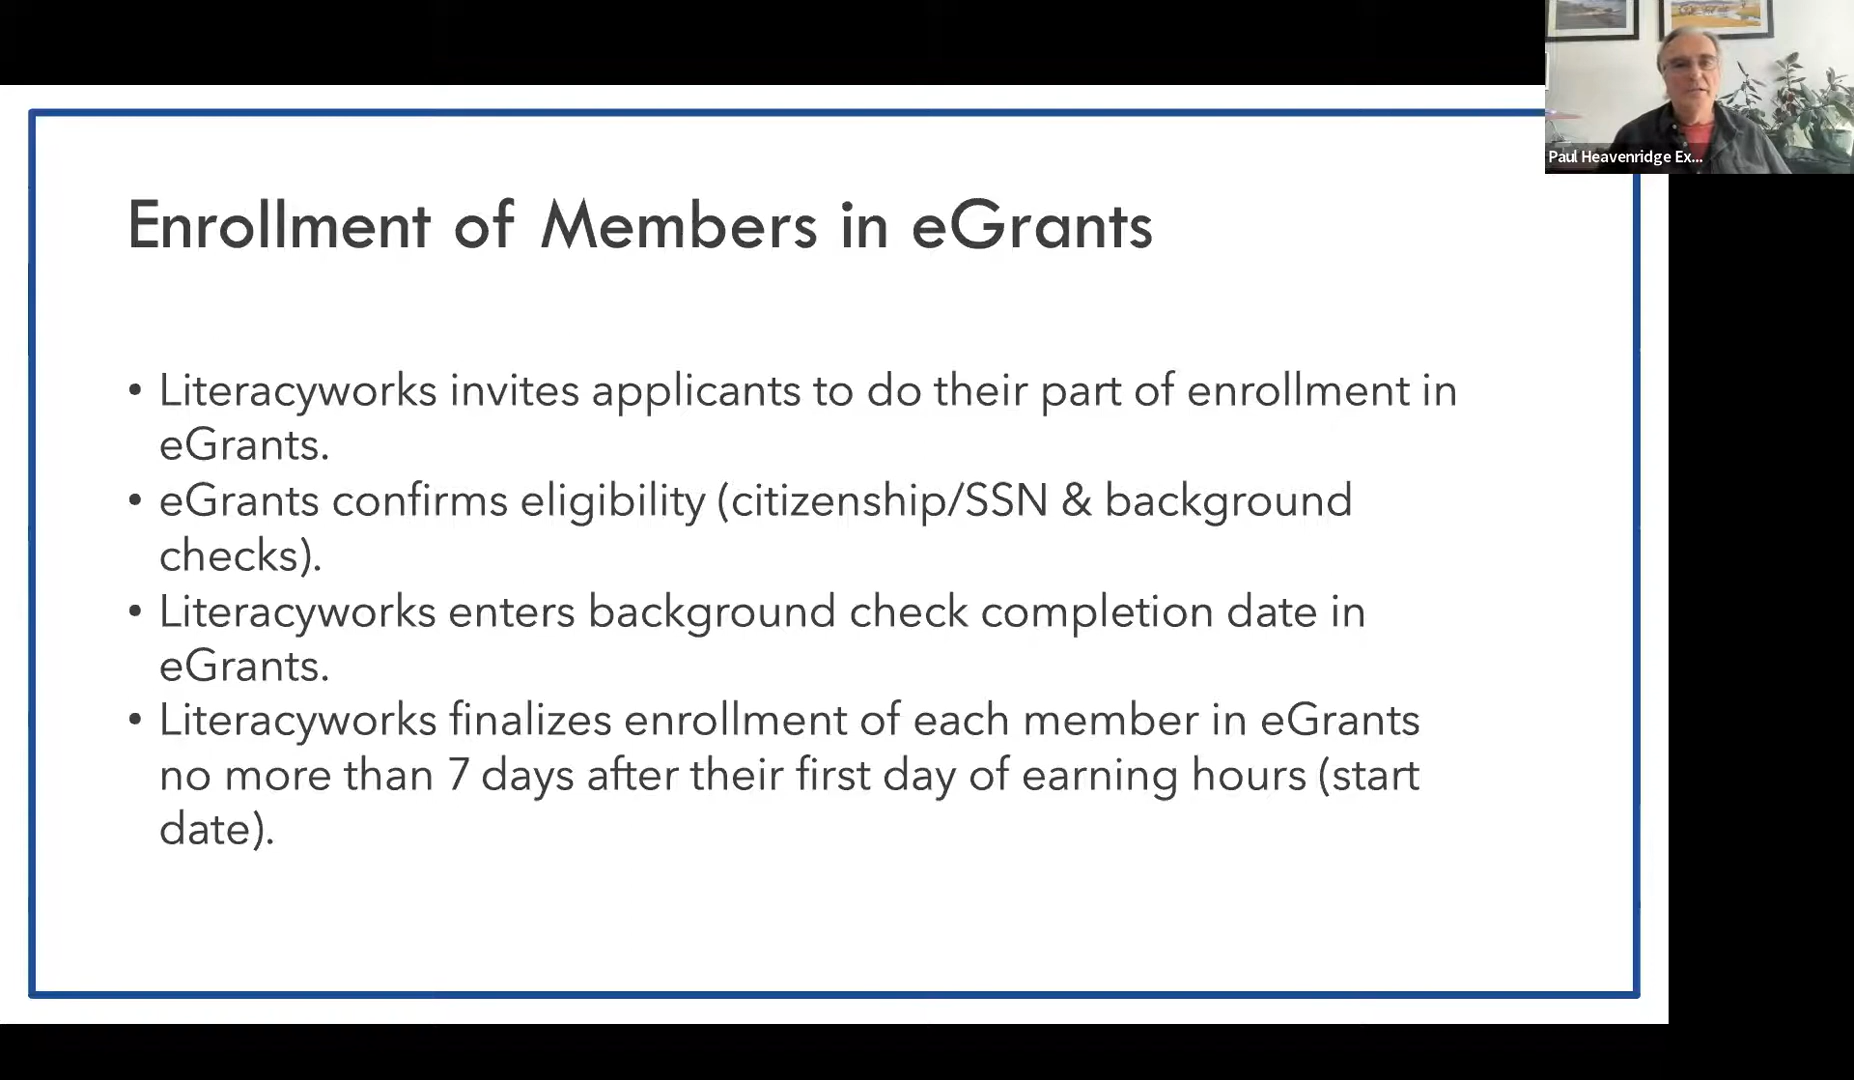 Paul Heavenridge Ex...
Enrollment of Members in eGrants
• Literacyworks invites applicants to do their part of enrollment in
eGrants.
• eGrants confirms eligibility (citizenship/SSN & background
checks).
• Literacyworks enters background check completion date in
eGrants.
• Literacyworks finalizes enrollment of each member in eGrants
no more than 7 days after their first day of earning hours (start
date).